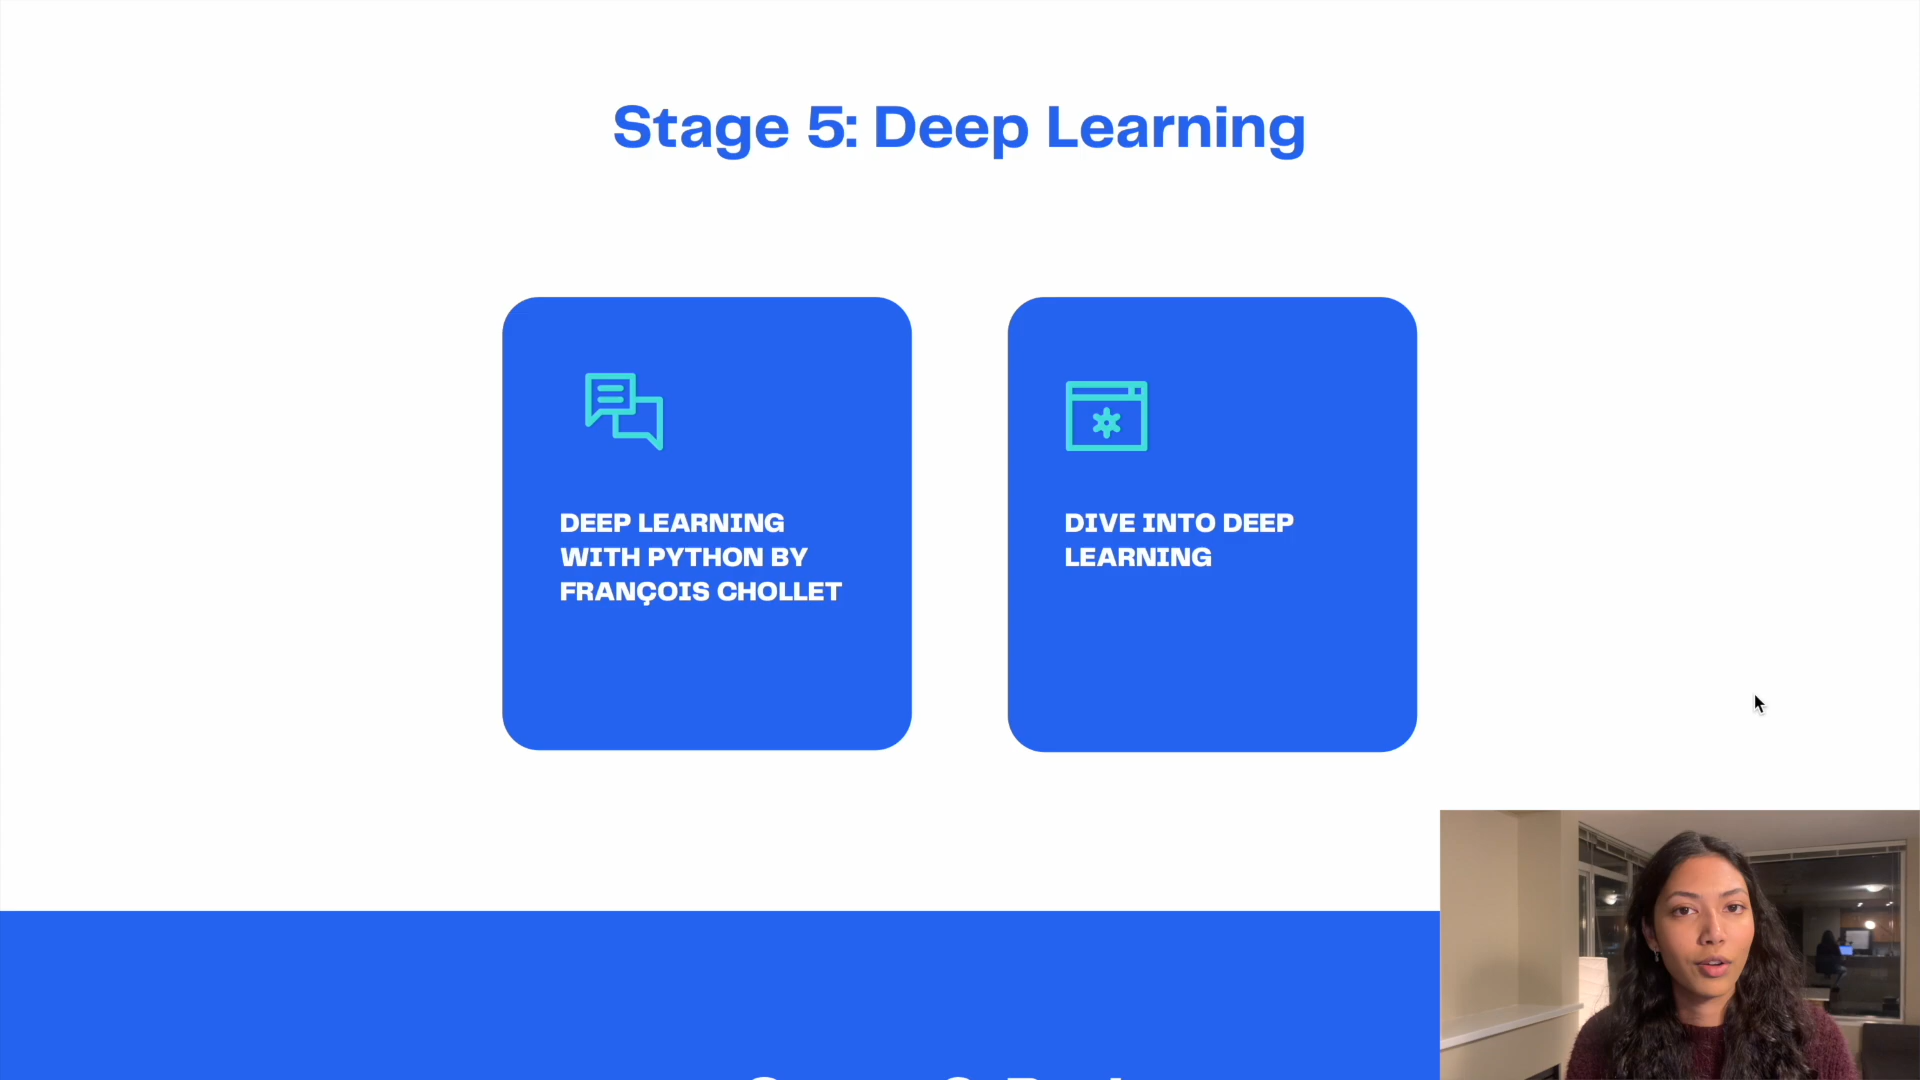 Stage 5: Deep Learning
DEEP LEARNING
WITH PYTHON BY
FRANÇOIS CHOLLET
DIVE INTO DEEP
LEARNING